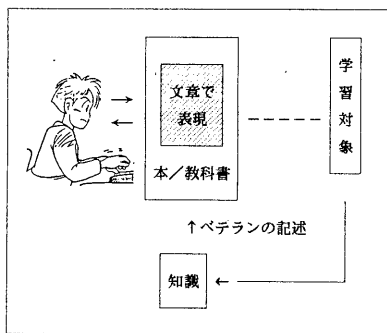 文章で
表現
本／教科書
学習対象
↑ベテランの記述
知識 ←